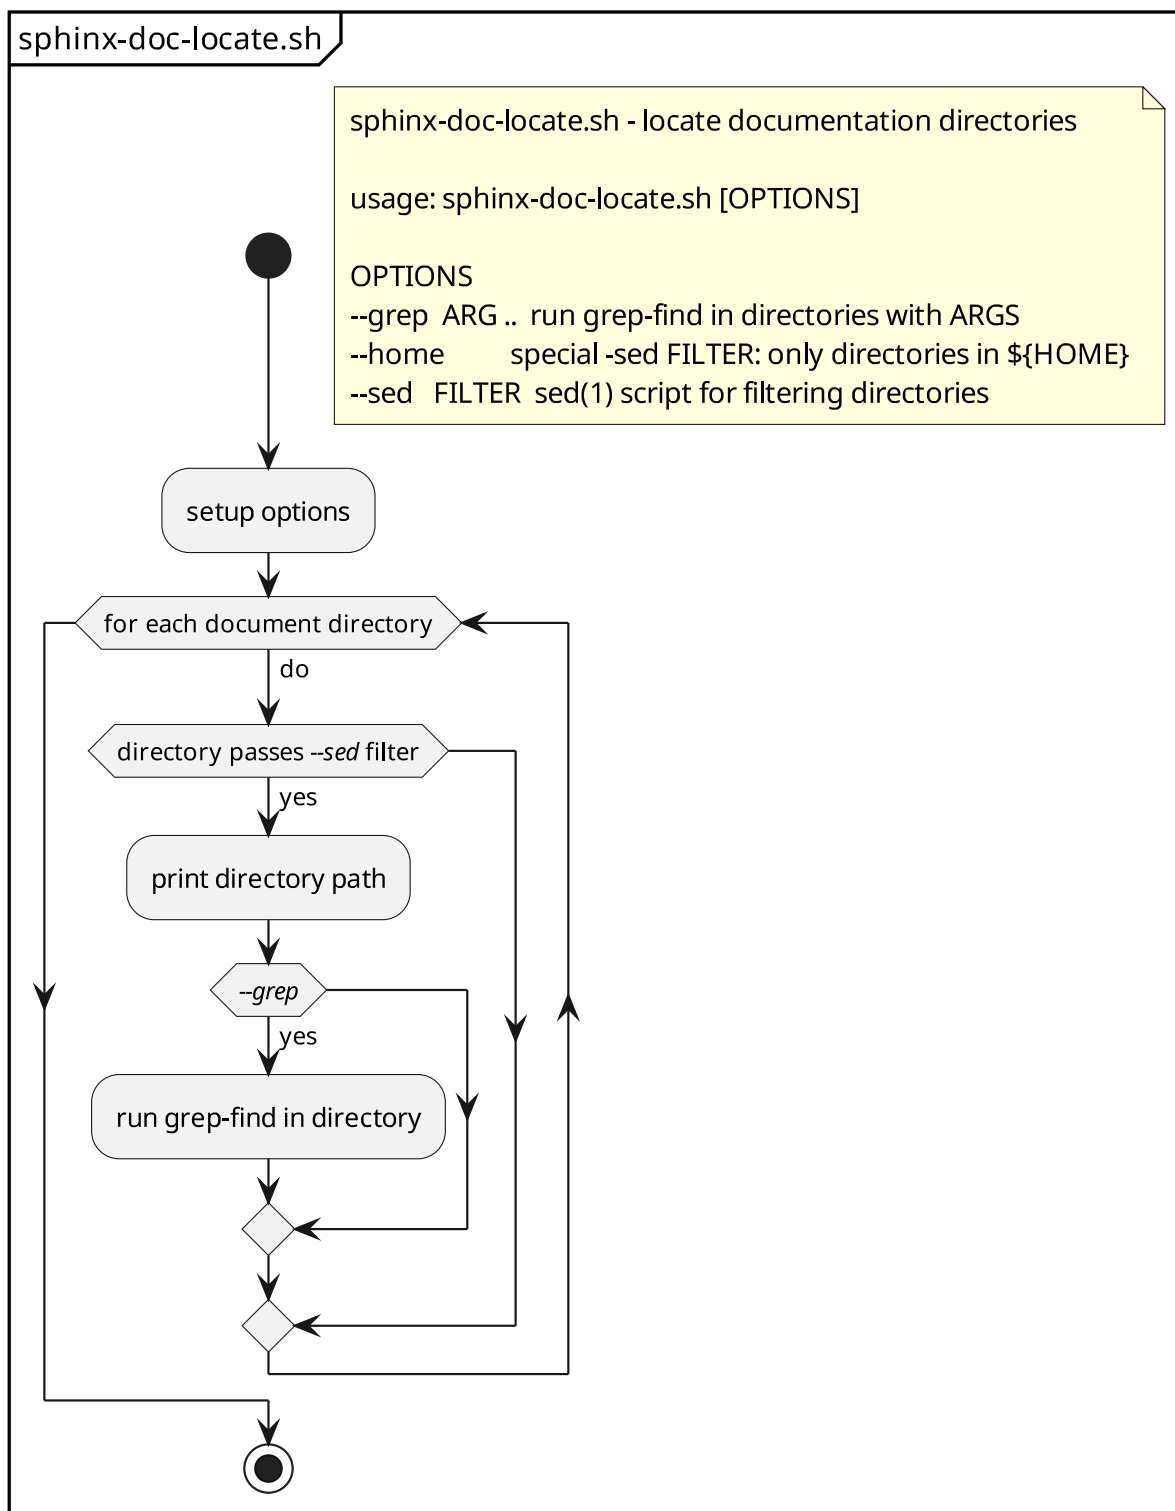 sphinx-doc-locate.sh
sphinx-doc-locate.sh - locate documentation directories
usage: sphinx-doc-locate.sh [OPTIONS]
OPTIONS
--grep  ARG ..  run grep-find in directories with ARGS
--home          special -sed FILTER: only directories in ${HOME}
--sed   FILTER  sed(1) script for filtering directories
setup options
for each document directory
do
directory passes --sed filter
yes
print directory path
--grep
yes
run grep-find in directory